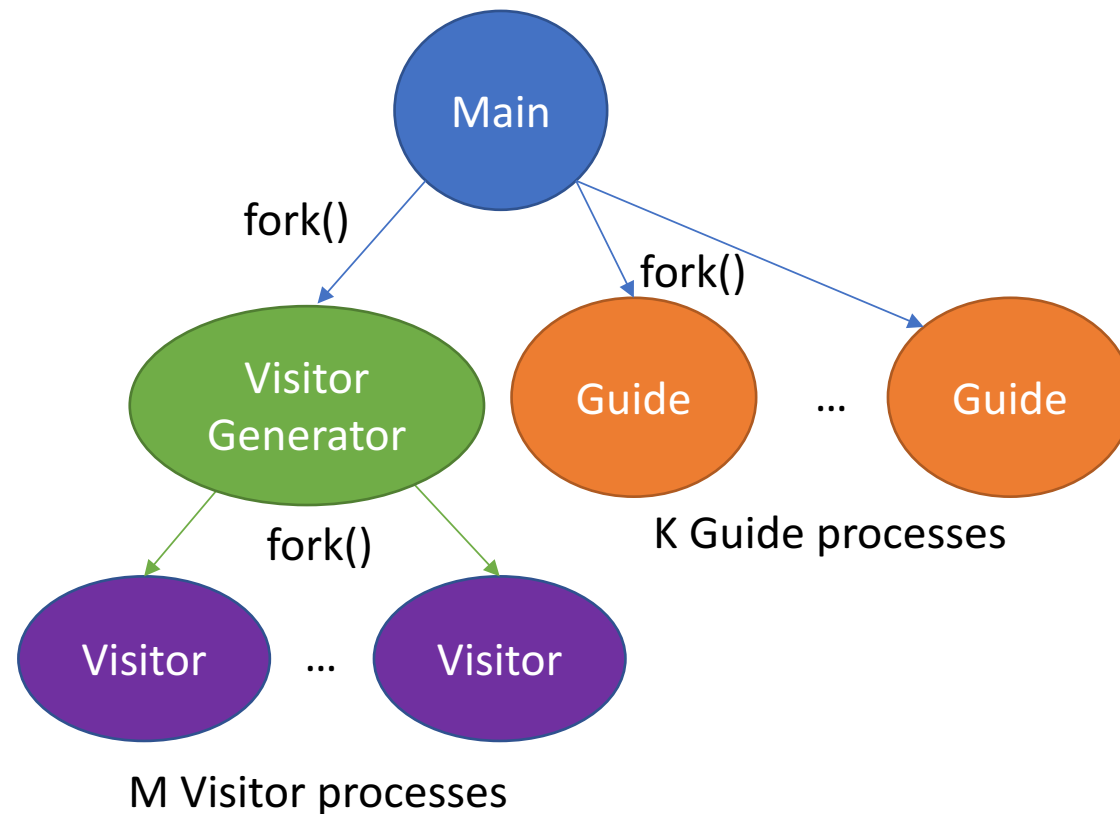 Main
fork()
fork()
Visitor
Generator
Guide
...
Guide
fork()
K Guide processes
Visitor
...
Visitor
M Visitor processes